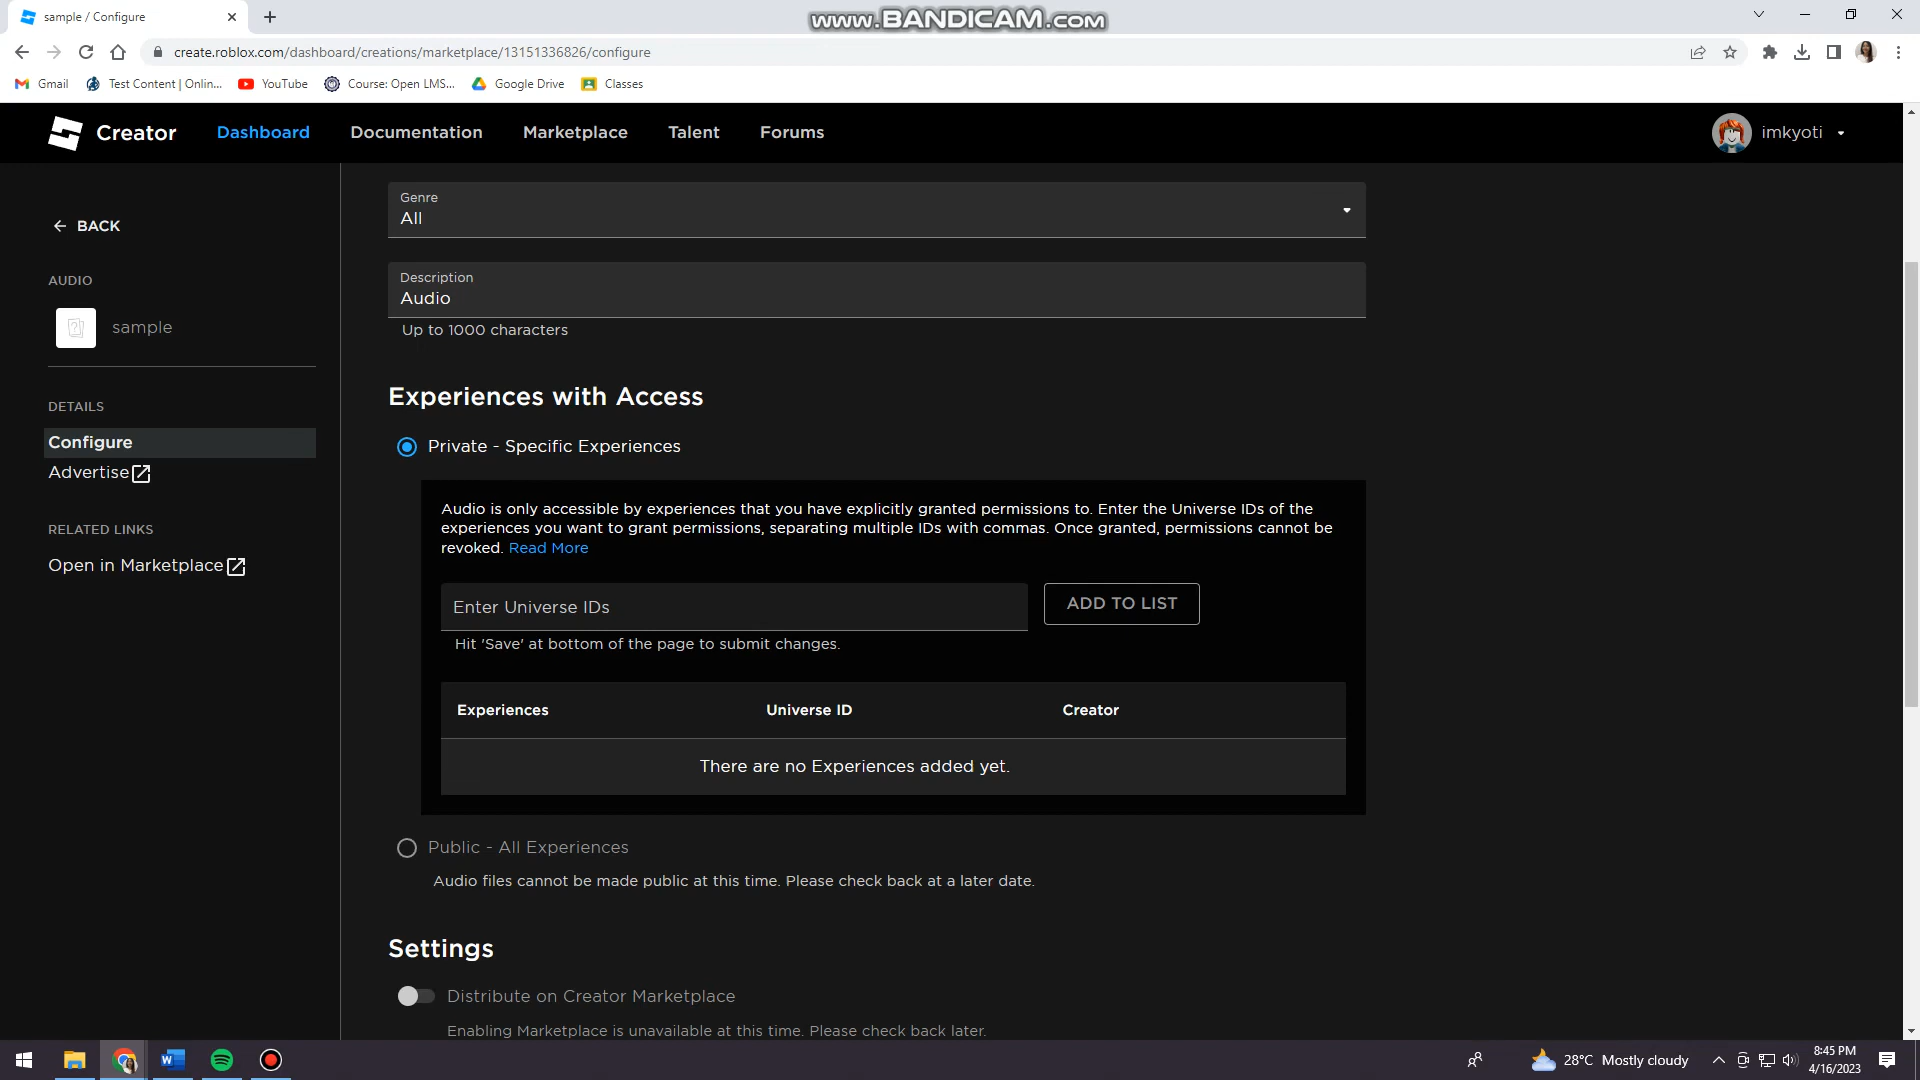 sample / Configure
www.BANDICAM.com
create.roblox.com/dashboard/creations/marketplace/13151336826/configure
Gmail
Test Content | Onlin...
YouTube
Course: Open LMS...
Google Drive
Classes
Creator
Dashboard
Documentation
Marketplace
Talent
Forums
imkyoti
BACK
AUDIO
sample
DETAILS
Configure
Advertise
RELATED LINKS
Open in Marketplace
Genre
All
Description
Audio
Up to 1000 characters
Experiences with Access
Private - Specific Experiences
Audio is only accessible by experiences that you have explicitly granted permissions to. Enter the Universe IDs of the
experiences you want to grant permissions, separating multiple IDs with commas. Once granted, permissions cannot be
revoked. Read More
Enter Universe IDs
ADD TO LIST
Hit 'Save' at bottom of the page to submit changes.
Experiences Universe ID Creator
There are no Experiences added yet.
Public - All Experiences
Audio files cannot be made public at this time. Please check back at a later date.
Settings
Distribute on Creator Marketplace
Enabling Marketplace is unavailable at this time. Please check back later.
28°C Mostly cloudy
8:45 PM
4/16/2023